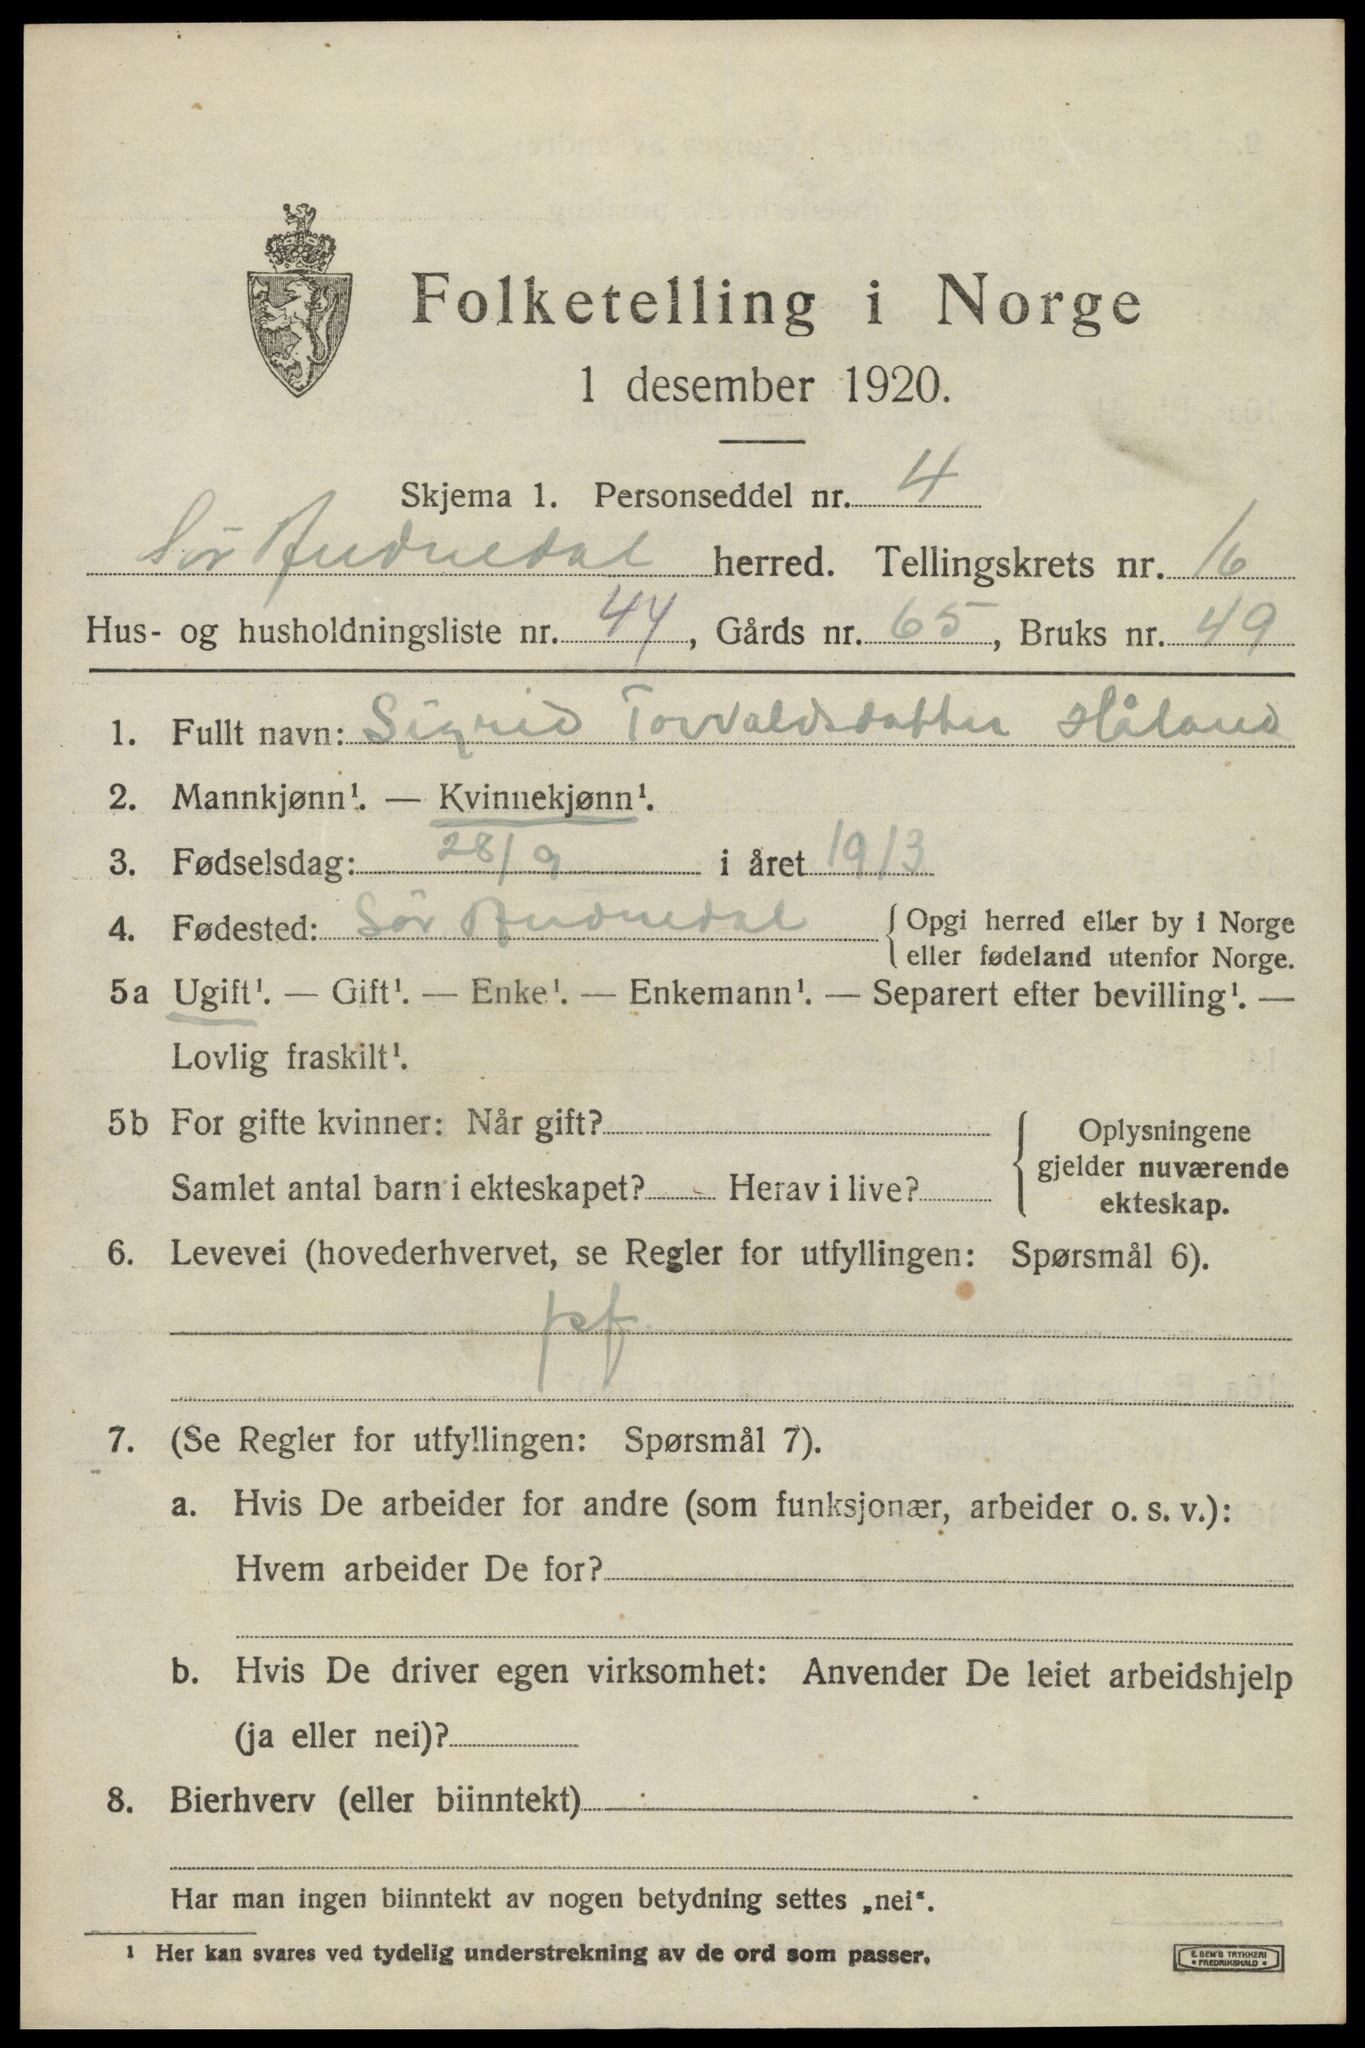 Folketelling i Norge
1 desember 1920.
Skjema 1. Personseddel nr. 4
Sør Audnedal herred. Tellingskrets nr. 16
Hus- og husholdningsliste nr. 44, Gårds nr. 65, Bruks nr. 49
1. Fullt navn: Sigrid Torvaldsdatter Håland
2. Mannkjønn¹. — Kvinnekjønn¹.
3. Fødselsdag: 28/9 i året 1913
4. Fødested: Sør Audnedal { Opgi herred eller by i Norge
eller fødeland utenfor Norge.
5a Ugift¹. — Gift¹. — Enke¹. — Enkemann¹. — Separert efter bevilling¹. —
Lovlig fraskilt¹.
5b For gifte kvinner: Når gift?
Samlet antal barn i ekteskapet? Herav i live?
Oplysningene
gjelder nuværende
ekteskap.
6. Levevei (hovederhvervet, se Regler for utfyllingen: Spørsmål 6).
pf
7. (Se Regler for utfyllingen: Spørsmål 7).
a. Hvis De arbeider for andre (som funksjonær, arbeider o. s. v.):
Hvem arbeider De for?
b. Hvis De driver egen virksomhet: Anvender De leiet arbeidshjelp
(ja eller nei)?
8. Bierhverv (eller biinntekt)
Har man ingen biinntekt av nogen betydning settes „nei“.
¹ Her kan svares ved tydelig understrekning av de ord som passer.
E. SEM'S TRYKKERI
FREDRIKSHALD